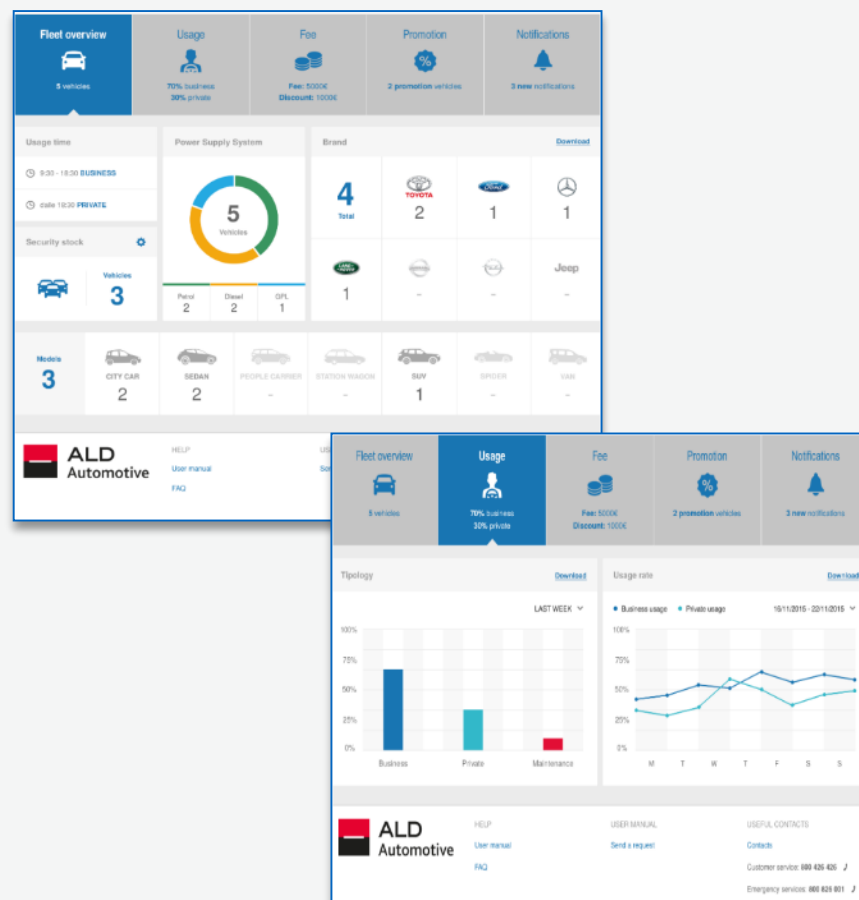 Fleet overview
5 vehicles
Usage
70% business
30% private
Fee
Fee: 5000€
Discount: 1000€
Promotion
2 promotion vehicles
Notifications
3 new notifications
Usage time
9:30 - 18:30 BUSINESS
dalle 18:30 PRIVATE
Security stock
Vehicles
3
Power Supply System
5
Vehicles
Petrol
2
Diesel
2
GPL
1
Brand
Download
4
Total
TOYOTA
2
Ford
1
1
LAND ROVER
1
-
-
Jeep
-
Models
3
CITY CAR
2
SEDAN
2
PEOPLE CARRIER
-
STATION WAGON
-
SUV
1
SPIDER
-
VAN
-
ALD
Automotive
HELP
User manual
FAQ
Fleet overview
5 vehicles
Usage
70% business
30% private
Fee
Fee: 5000€
Discount: 1000€
Promotion
2 promotion vehicles
Notifications
3 new notifications
Tipology
Download
LAST WEEK
100%
75%
50%
25%
0%
Business
Private
Maintenance
Usage rate
Download
Business usage
Private usage
16/11/2015 - 22/11/2015
100%
75%
50%
25%
0%
M T W T F S S
ALD
Automotive
HELP
User manual
FAQ
USER MANUAL
Send a request
USEFUL CONTACTS
Contacts
Customer service: 800 426 426
Emergency services: 800 826 801